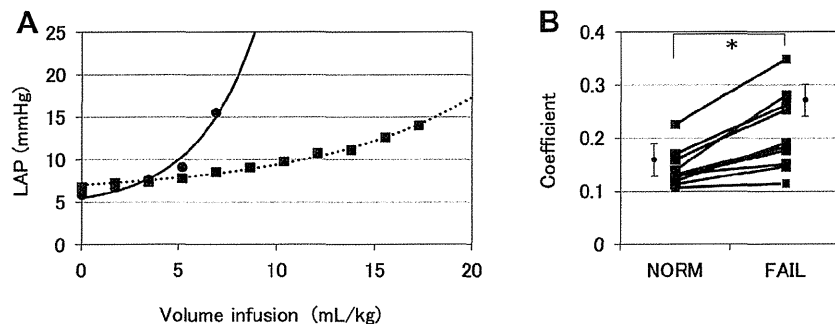 A
25
20
15
10
5
0
LAP (mmHg)
0 5 10 15 20
Volume infusion (mL/kg)
B
*
0.4
0.3
0.2
0.1
0
Coefficient
NORM FAIL